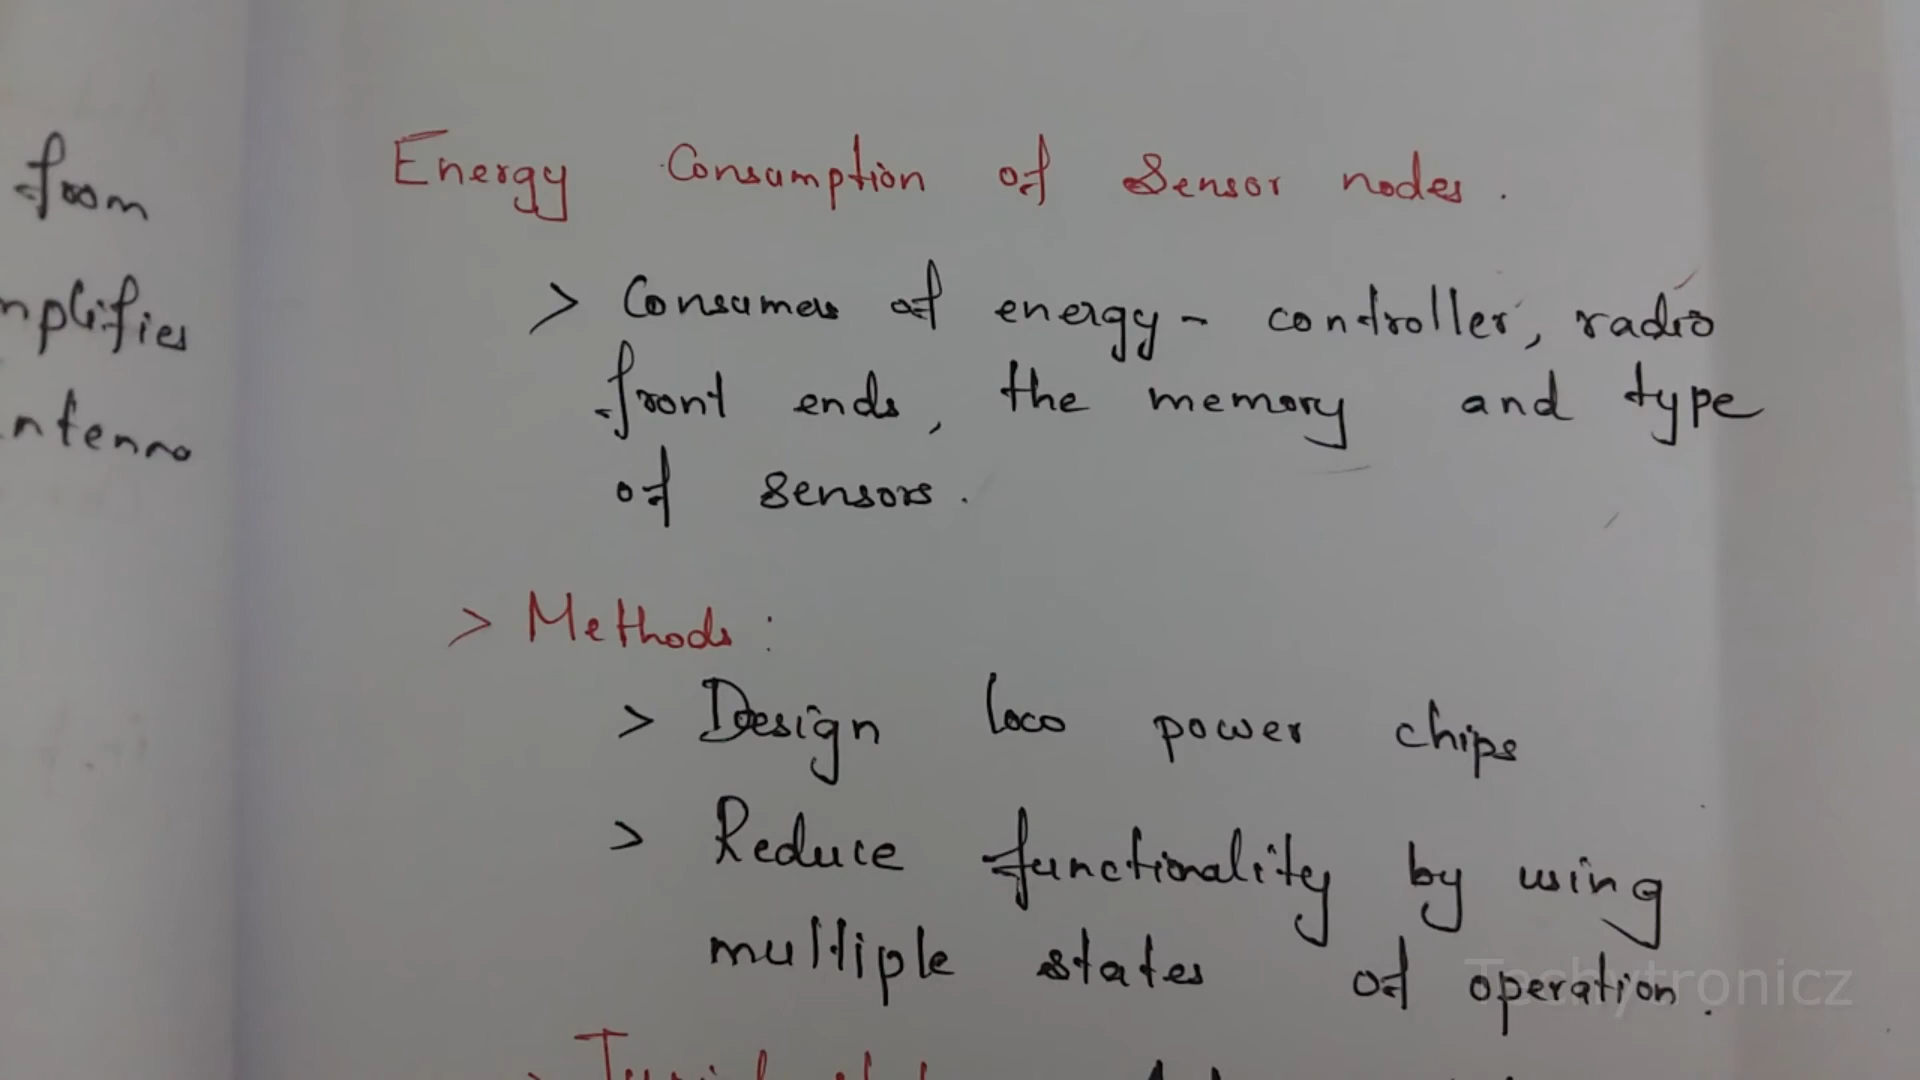 from
mplifies
ntenna
Energy Consumption of Sensor nodes.
> Consumers of energy - controller, radio
front ends, the memory and type
of sensors.
> Methods:
> Design low power chips
> Reduce functionality by using
multiple states of operation.
Techytronicz